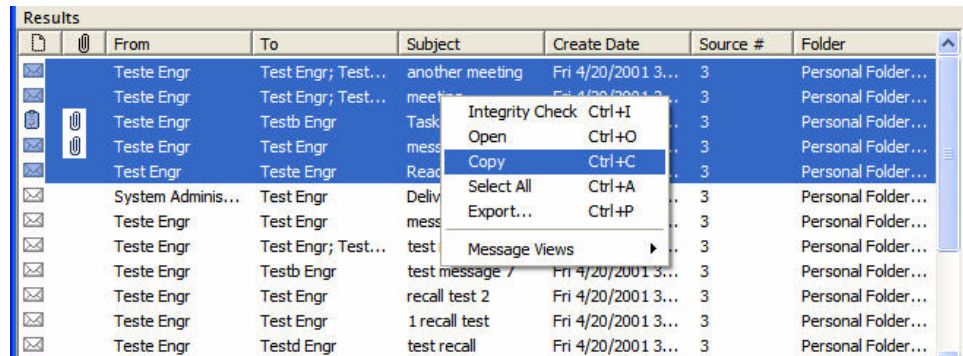 Results
From To Subject Create Date Source # Folder
Teste Engr Test Engr; Test... another meeting Fri 4/20/2001 3... 3 Personal Folder...
Teste Engr Test Engr; Test... 3 Personal Folder...
Teste Engr Testb Engr Task 3 Personal Folder...
Teste Engr Test Engr mess 3 Personal Folder...
Test Engr Teste Engr Reac 3 Personal Folder...
System Adminis... Test Engr Deliv 3 Personal Folder...
Teste Engr Test Engr mess 3 Personal Folder...
Teste Engr Test Engr; Test... test 3 Personal Folder...
Teste Engr Testb Engr test message 7 Fri 4/20/2001 3... 3 Personal Folder...
Teste Engr Test Engr recall test 2 Fri 4/20/2001 3... 3 Personal Folder...
Teste Engr Test Engr 1 recall test Fri 4/20/2001 3... 3 Personal Folder...
Teste Engr Testd Engr test recall Fri 4/20/2001 3... 3 Personal Folder...
Integrity Check Ctrl+I
Open Ctrl+O
Copy Ctrl+C
Select All Ctrl+A
Export... Ctrl+P
Message Views